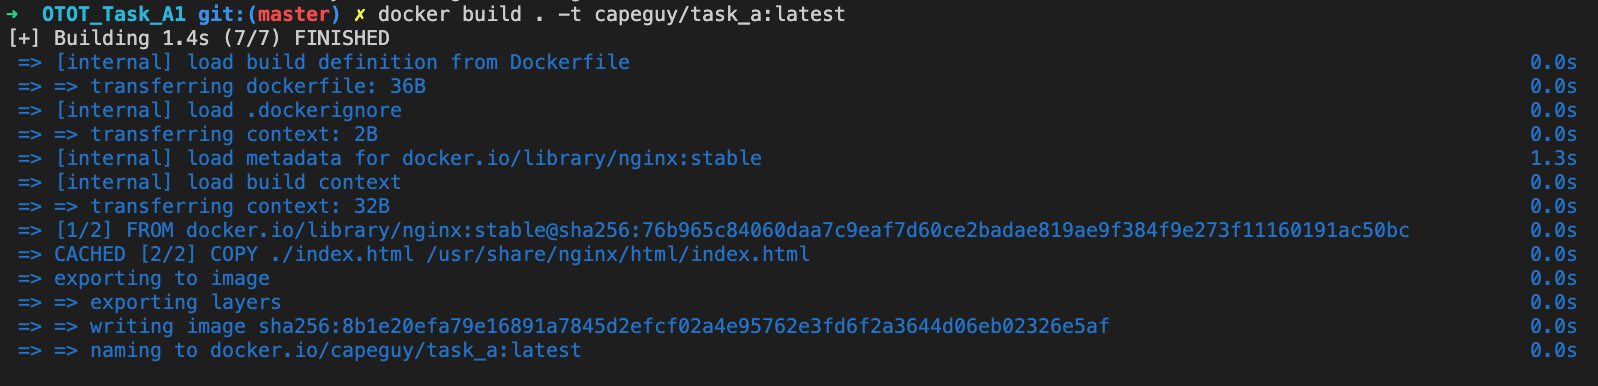 ➜ OTOT_Task_A1 git:(master) ✗ docker build . -t capeguy/task_a:latest
[+] Building 1.4s (7/7) FINISHED
=> [internal] load build definition from Dockerfile 0.0s
=> => transferring dockerfile: 36B 0.0s
=> [internal] load .dockerignore 0.0s
=> => transferring context: 2B 0.0s
=> [internal] load metadata for docker.io/library/nginx:stable 1.3s
=> [internal] load build context 0.0s
=> => transferring context: 32B 0.0s
=> [1/2] FROM docker.io/library/nginx:stable@sha256:76b965c84060daa7c9eaf7d60ce2badae819ae9f384f9e273f11160191ac50bc 0.0s
=> CACHED [2/2] COPY ./index.html /usr/share/nginx/html/index.html 0.0s
=> exporting to image 0.0s
=> => exporting layers 0.0s
=> => writing image sha256:8b1e20efa79e16891a7845d2efcf02a4e95762e3fd6f2a3644d06eb02326e5af 0.0s
=> => naming to docker.io/capeguy/task_a:latest 0.0s